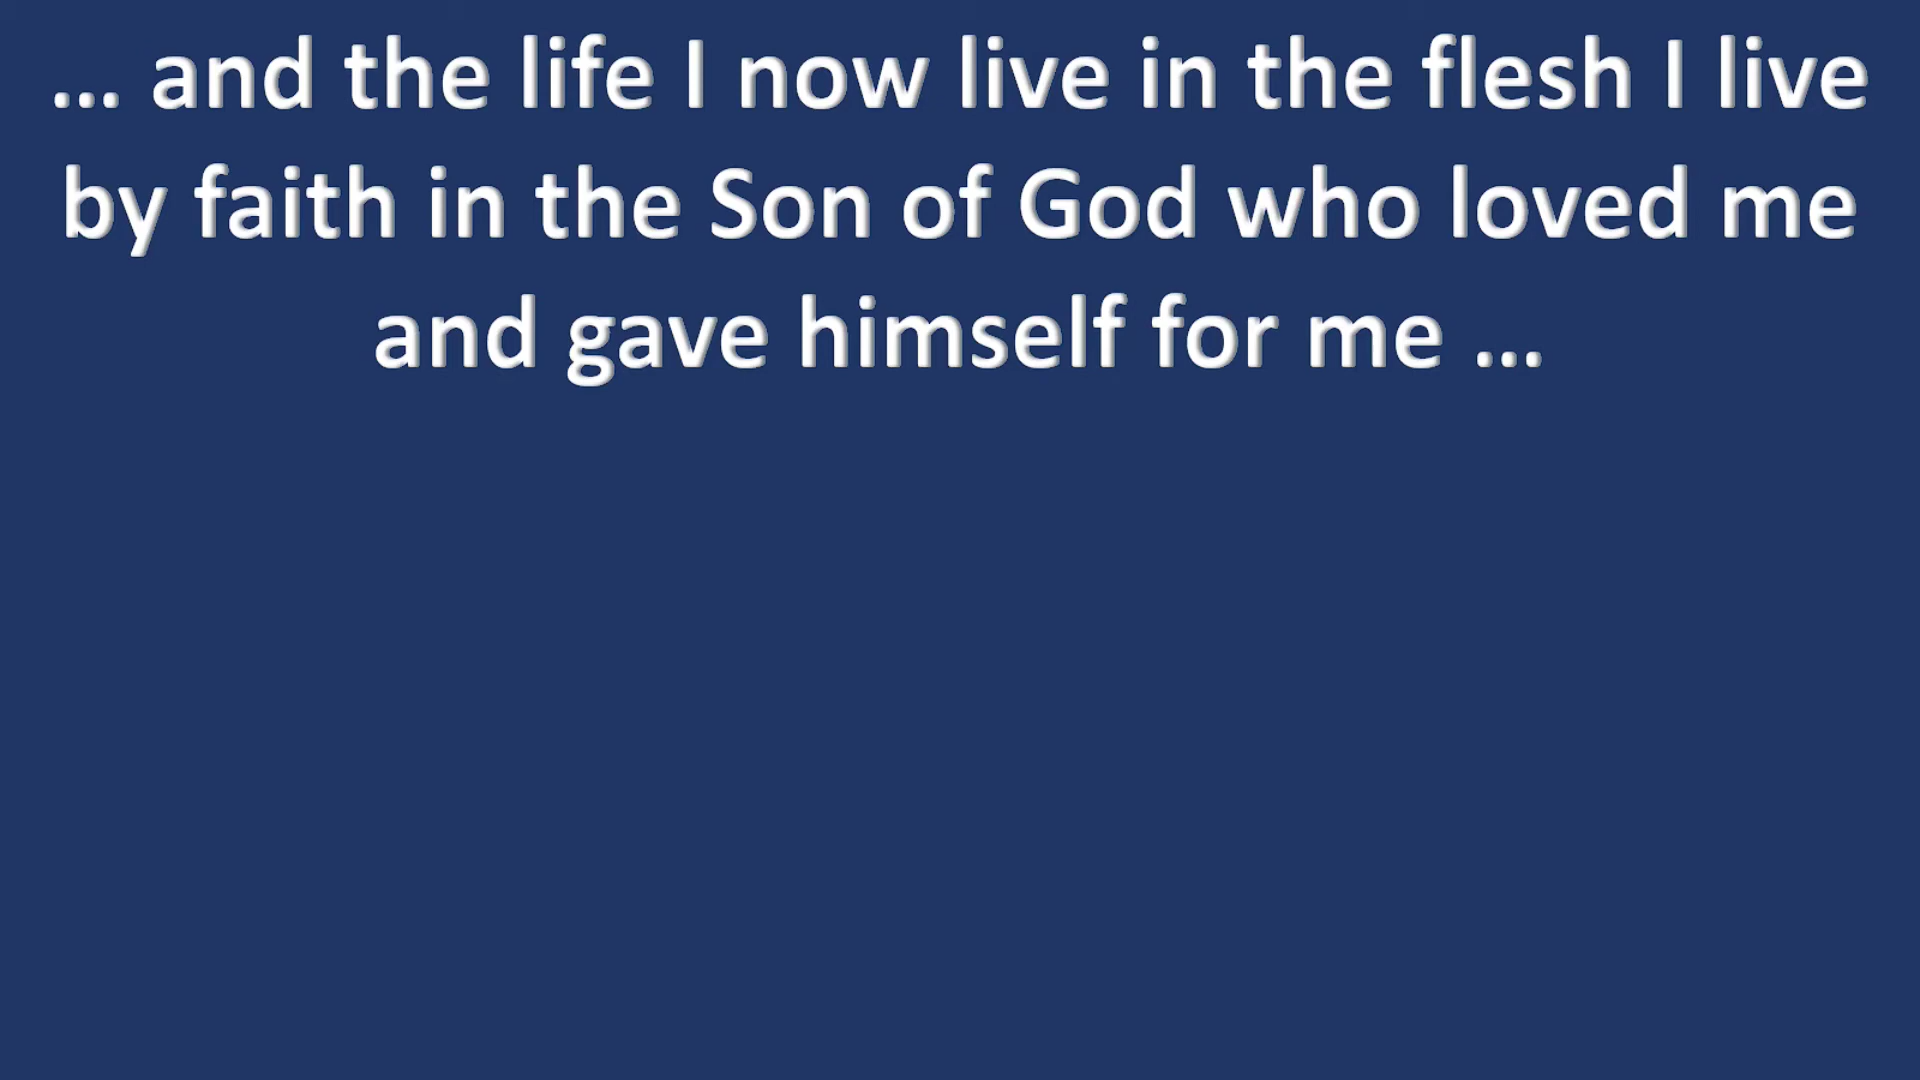 ... and the life I now live in the flesh I live
by faith in the Son of God who loved me
and gave himself for me ...